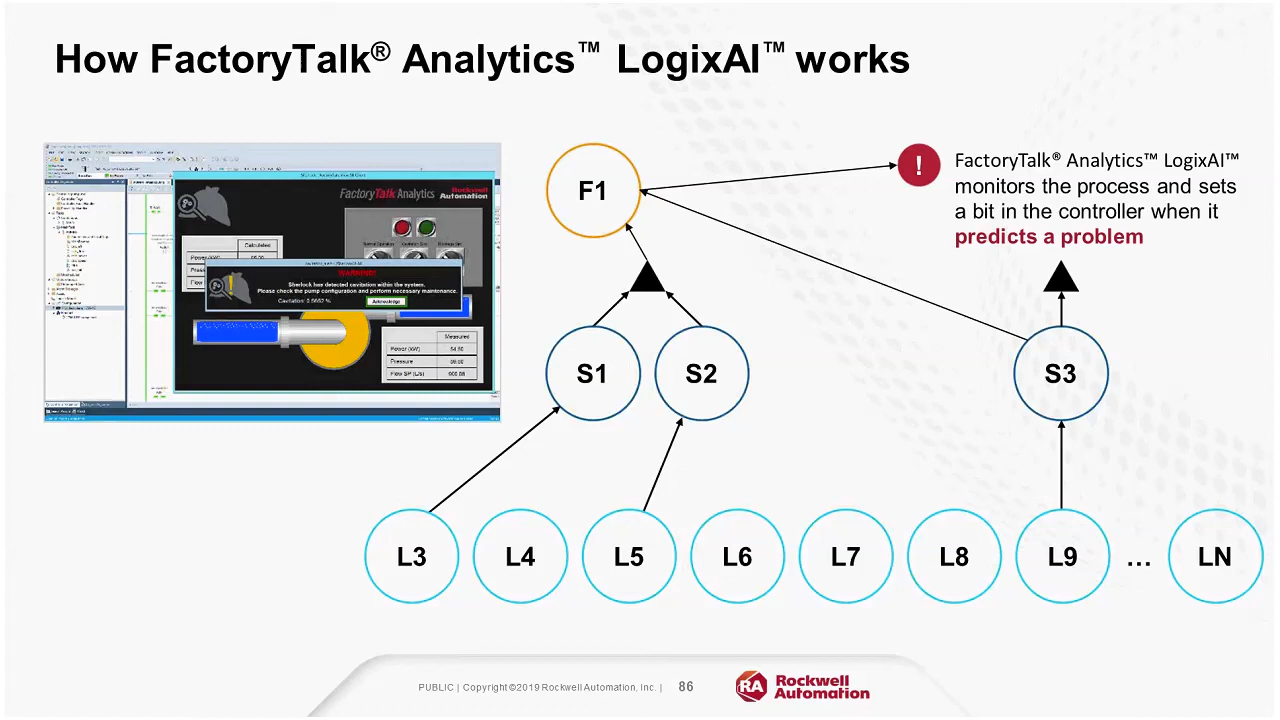 How FactoryTalk® Analytics™ LogixAI™ works
FactoryTalk Analytics
Rockwell
Automation
Calculated
Power (kW)
WARNING!
Sherlock has detected cavitation within the system.
Please check the pump configuration and perform necessary maintenance.
Acknowledge
Measured
Power (kW)
Pressure
Flow SP (L/s)
F1
!
FactoryTalk® Analytics™ LogixAI™
monitors the process and sets
a bit in the controller when it
predicts a problem
S1
S2
S3
L3
L4
L5
L6
L7
L8
L9
...
LN
PUBLIC | Copyright ©2019 Rockwell Automation, Inc. |
86
RA
Rockwell
Automation